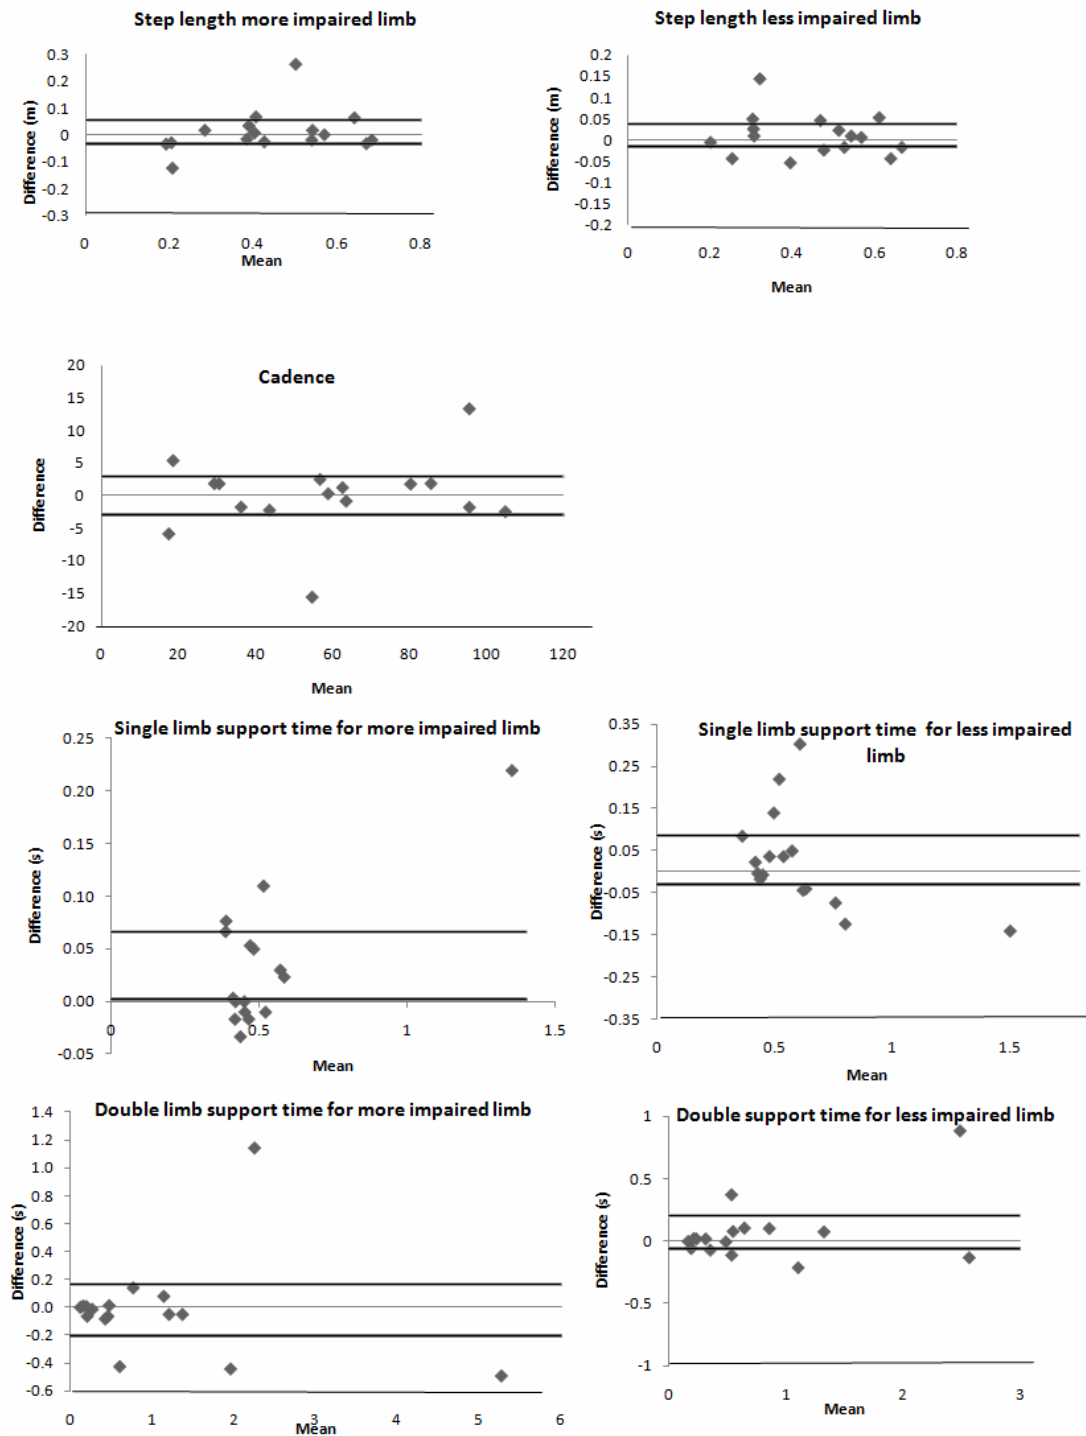 Step length more impaired limb
0.3
0.2
0.1
0
-0.1
-0.2
-0.3
Difference (m)
0 0.2 0.4 0.6 0.8
Mean
Step length less impaired limb
0.2
0.15
0.1
0.05
0
-0.05
-0.1
-0.15
-0.2
Difference (m)
0 0.2 0.4 0.6 0.8
Mean
Cadence
20
15
10
5
0
-5
-10
-15
-20
Difference
0 20 40 60 80 100 120
Mean
Single limb support time for more impaired limb
0.25
0.20
0.15
0.10
0.05
0.00
-0.05
Difference (s)
0 0.5 1 1.5
Mean
Single limb support time for less impaired
limb
0.35
0.25
0.15
0.05
-0.05
-0.15
-0.25
-0.35
Difference (s)
0 0.5 1 1.5
Mean
Double limb support time for more impaired limb
1.4
1.2
1.0
0.8
0.6
0.4
0.2
0.0
-0.2
-0.4
-0.6
Difference (s)
0 1 2 3 4 5 6
Mean
Double support time for less impaired limb
1
0.5
0
-0.5
-1
Difference (s)
0 1 2 3
Mean